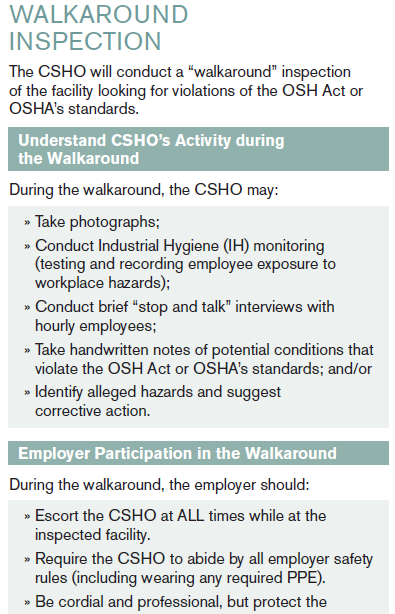 WALKAROUND
INSPECTION
The CSHO will conduct a “walkaround” inspection
of the facility looking for violations of the OSH Act or
OSHA’s standards.
Understand CSHO’s Activity during
the Walkaround
During the walkaround, the CSHO may:
» Take photographs;
» Conduct Industrial Hygiene (IH) monitoring
(testing and recording employee exposure to
workplace hazards);
» Conduct brief “stop and talk” interviews with
hourly employees;
» Take handwritten notes of potential conditions that
violate the OSH Act or OSHA’s standards; and/or
» Identify alleged hazards and suggest
corrective action.
Employer Participation in the Walkaround
During the walkaround, the employer should:
» Escort the CSHO at ALL times while at the
inspected facility.
» Require the CSHO to abide by all employer safety
rules (including wearing any required PPE).
» Be cordial and professional, but protect the